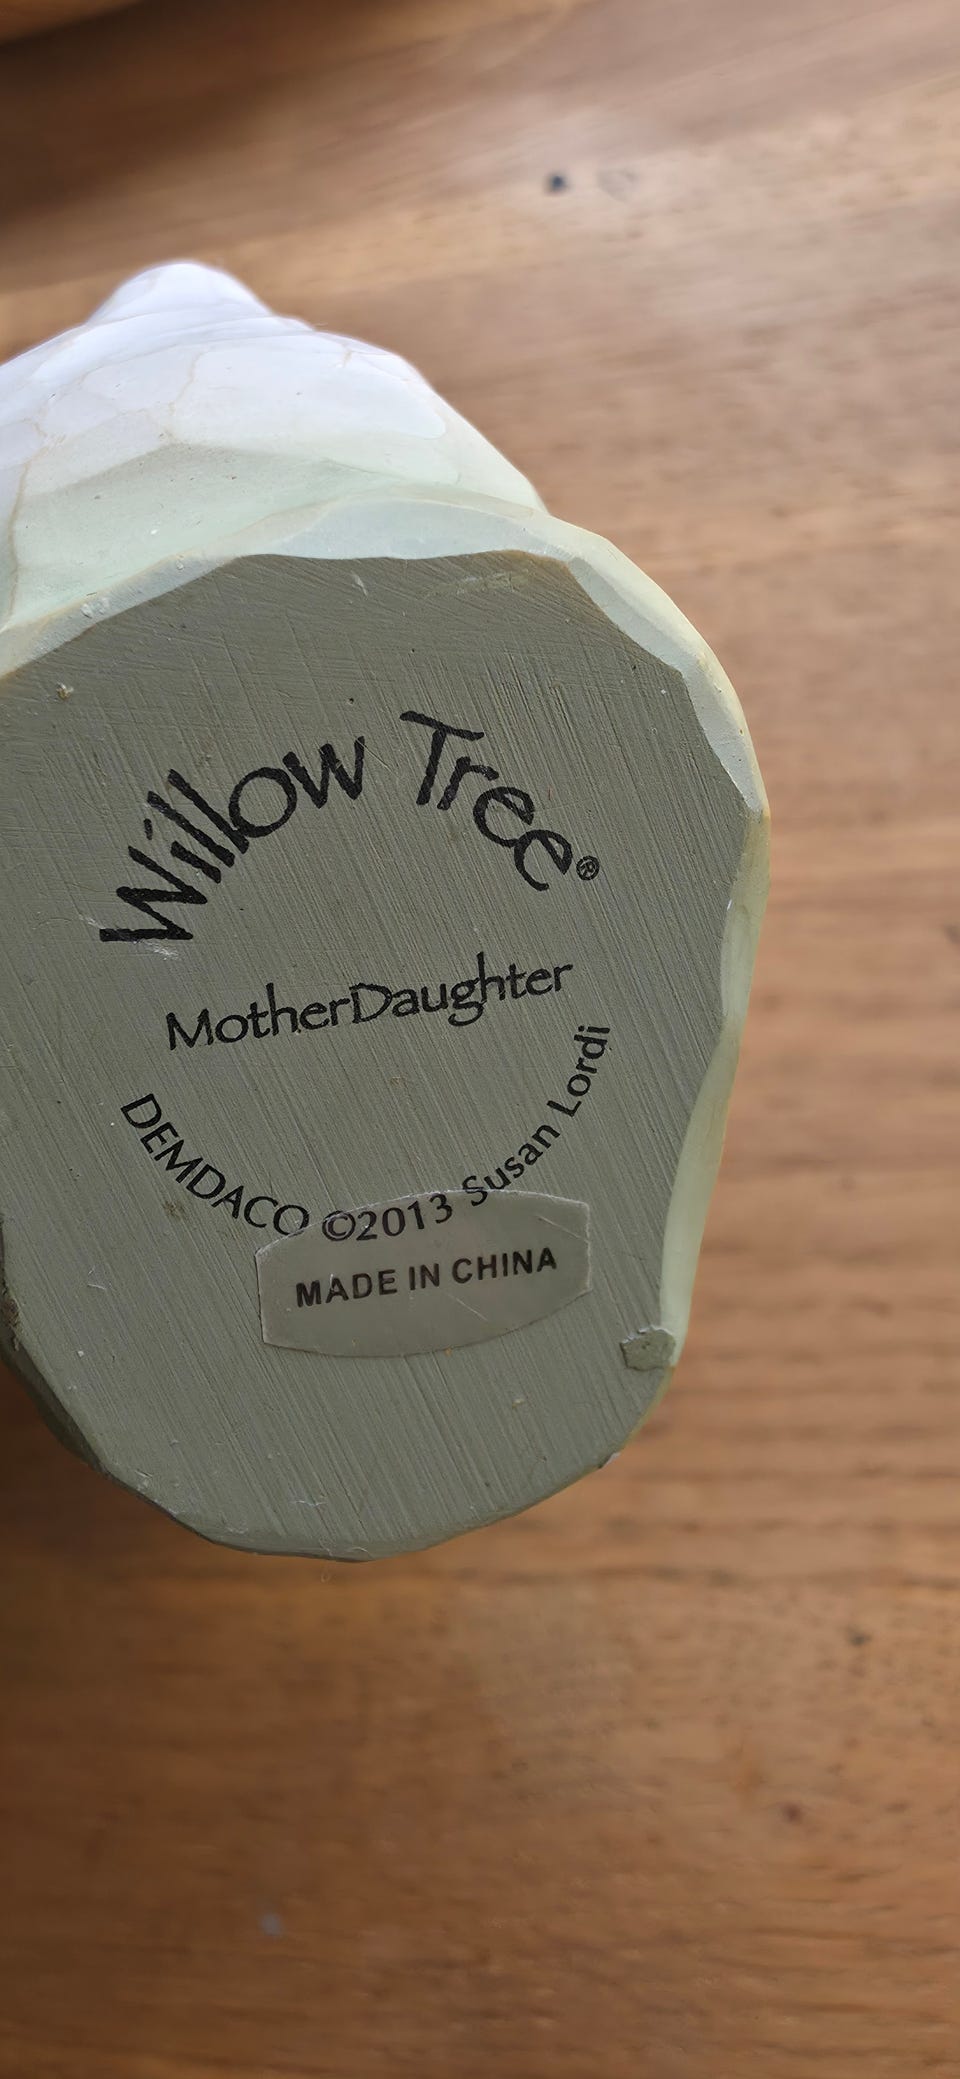 Willow Tree®
MotherDaughter
DEMDACO ©2013 Susan Lordi
MADE IN CHINA